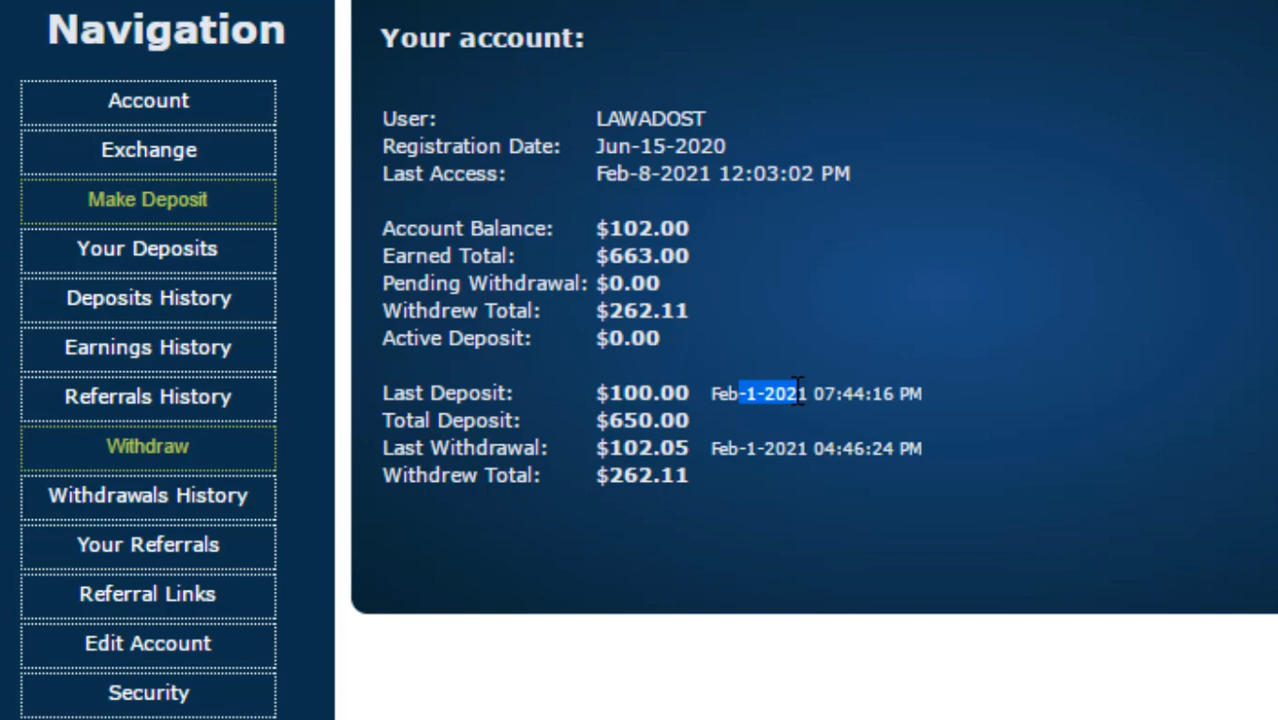 Navigation
Account
Exchange
Make Deposit
Your Deposits
Deposits History
Earnings History
Referrals History
Withdraw
Withdrawals History
Your Referrals
Referral Links
Edit Account
Security
Your account:
User: LAWADOST
Registration Date: Jun-15-2020
Last Access: Feb-8-2021 12:03:02 PM
Account Balance: $102.00
Earned Total: $663.00
Pending Withdrawal: $0.00
Withdrew Total: $262.11
Active Deposit: $0.00
Last Deposit: $100.00 Feb-1-2021 07:44:16 PM
Total Deposit: $650.00
Last Withdrawal: $102.05 Feb-1-2021 04:46:24 PM
Withdrew Total: $262.11